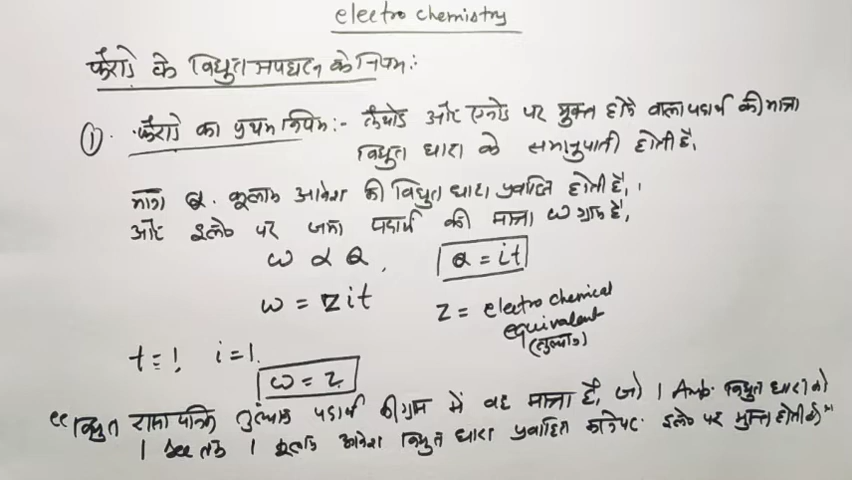 electro chemistry
फैराडे के विद्युत अपघटन के नियम:
① फैराडे का प्रथम नियम:- कैथोड और एनोड पर मुक्त होने वाला पदार्थ की मात्रा
विद्युत धारा के समानुपाती होती है,
माना Q. कूलाम आवेश की विद्युत धारा प्रवाहित होती है,
और इले० पर जमा पदार्थ की मात्रा W ग्राम है,
W ∝ Q, Q = it
W = Zit Z = electro chemical
equivalent
(तुल्यांक)
t = 1, i = 1.
W = Z
"विद्युत रासायनिक तुल्यांक पदार्थ की ग्राम में वह मात्रा है, जो 1 Amp. विद्युत धारा को
1 sec तक 1 कूलाम आवेश विद्युत धारा प्रवाहित करने पर इले० पर मुक्त होती है"